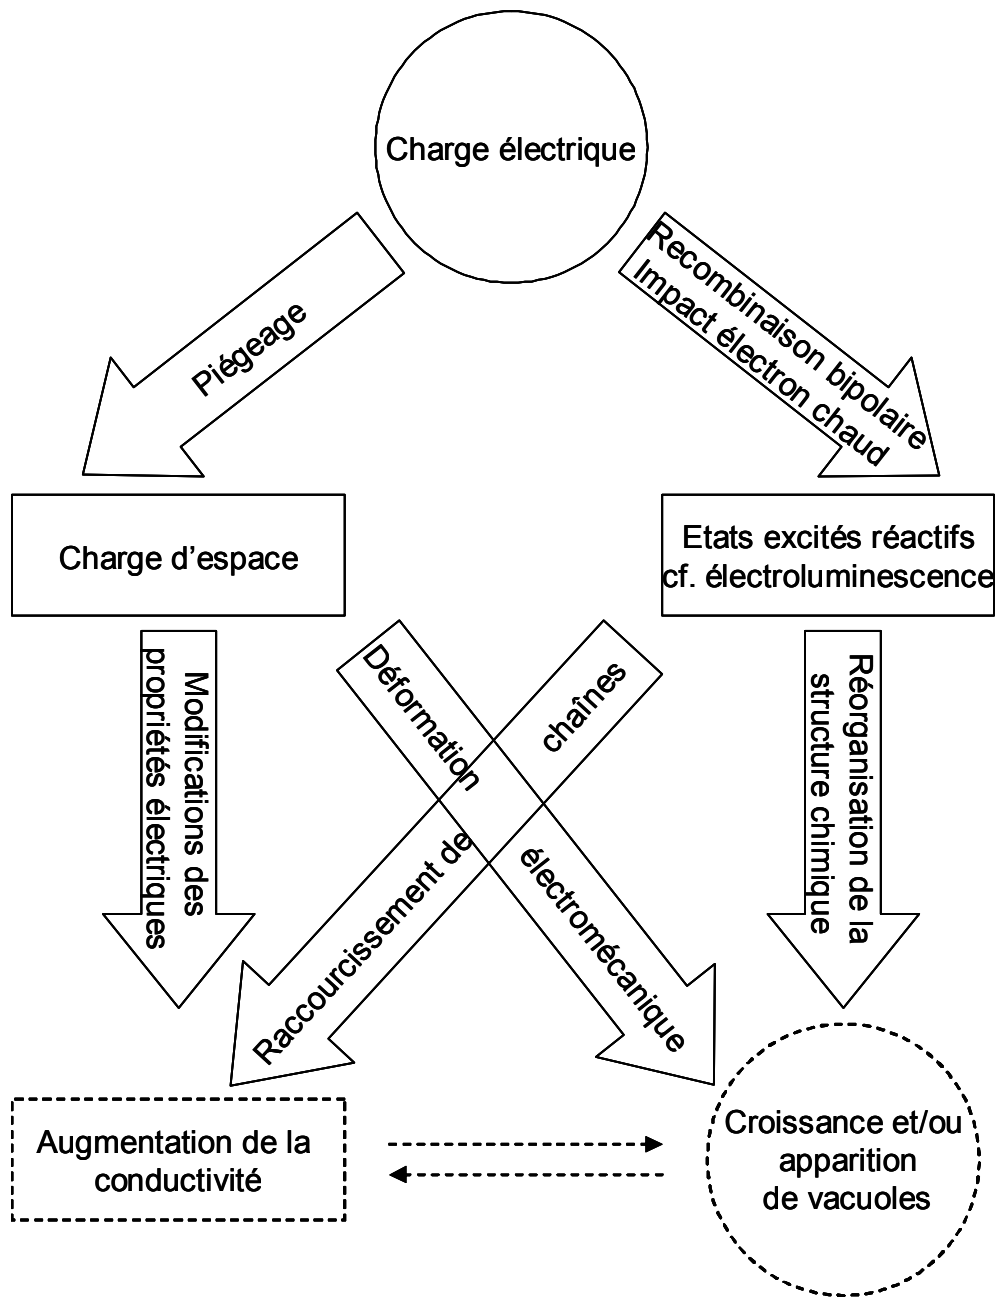 Charge électrique
Piégeage
Recombinaison bipolaire
Impact électron chaud
Charge d’espace
Etats excités réactifs
cf. électroluminescence
Modifications des
propriétés électriques
Déformation
électromécanique
Raccourcissement de
chaînes
Réorganisation de la
structure chimique
Augmentation de la
conductivité
Croissance et/ou
apparition
de vacuoles